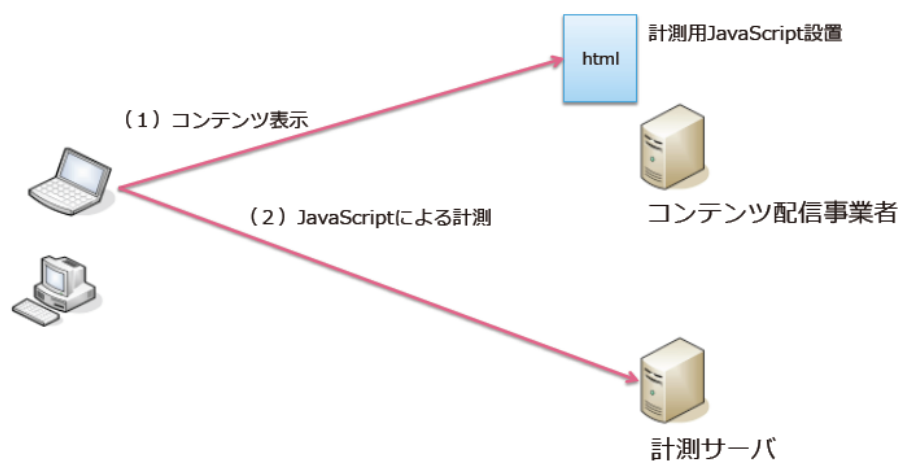 計測用JavaScript設置
html
（１）コンテンツ表示
コンテンツ配信事業者
（２）JavaScriptによる計測
計測サーバ